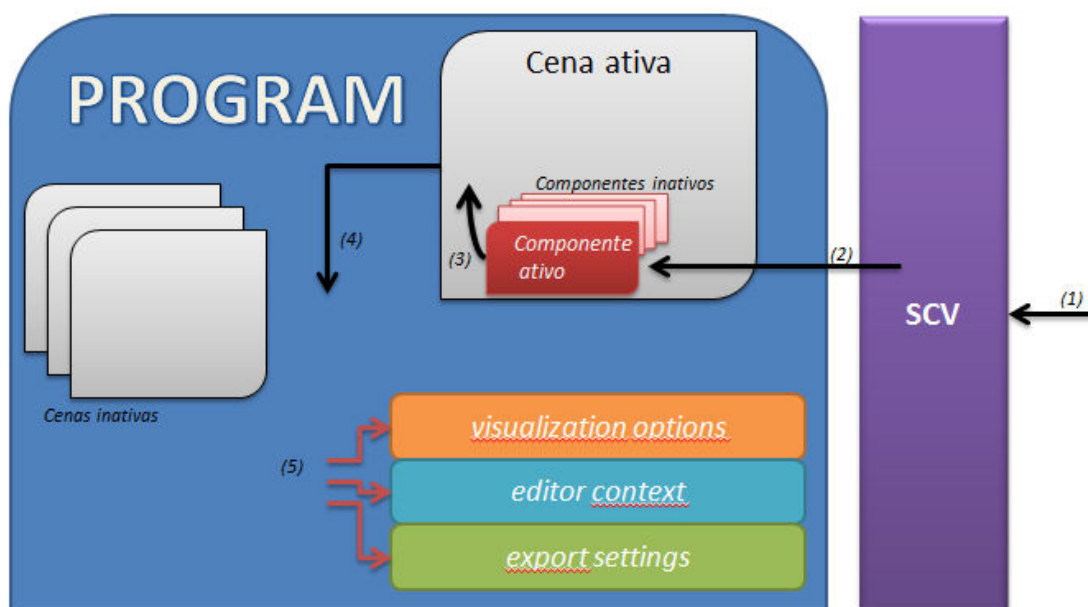 Cena ativa
PROGRAM
Componentes inativos
(4)
(3)
Componente
ativo
(2)
(1)
SCV
Cenas inativas
visualization options
(5)
editor context
export settings